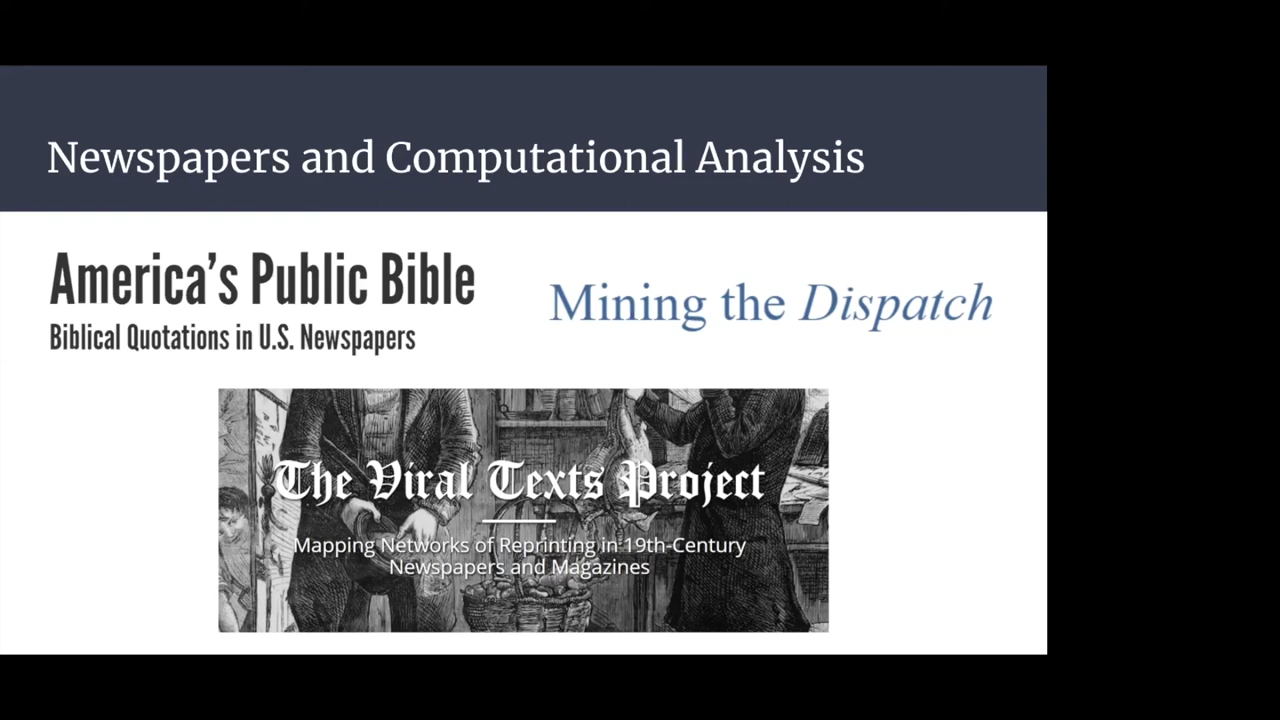 Newspapers and Computational Analysis
America's Public Bible
Biblical Quotations in U.S. Newspapers
Mining the Dispatch
The Viral Texts Project
Mapping Networks of Reprinting in 19th-Century
Newspapers and Magazines